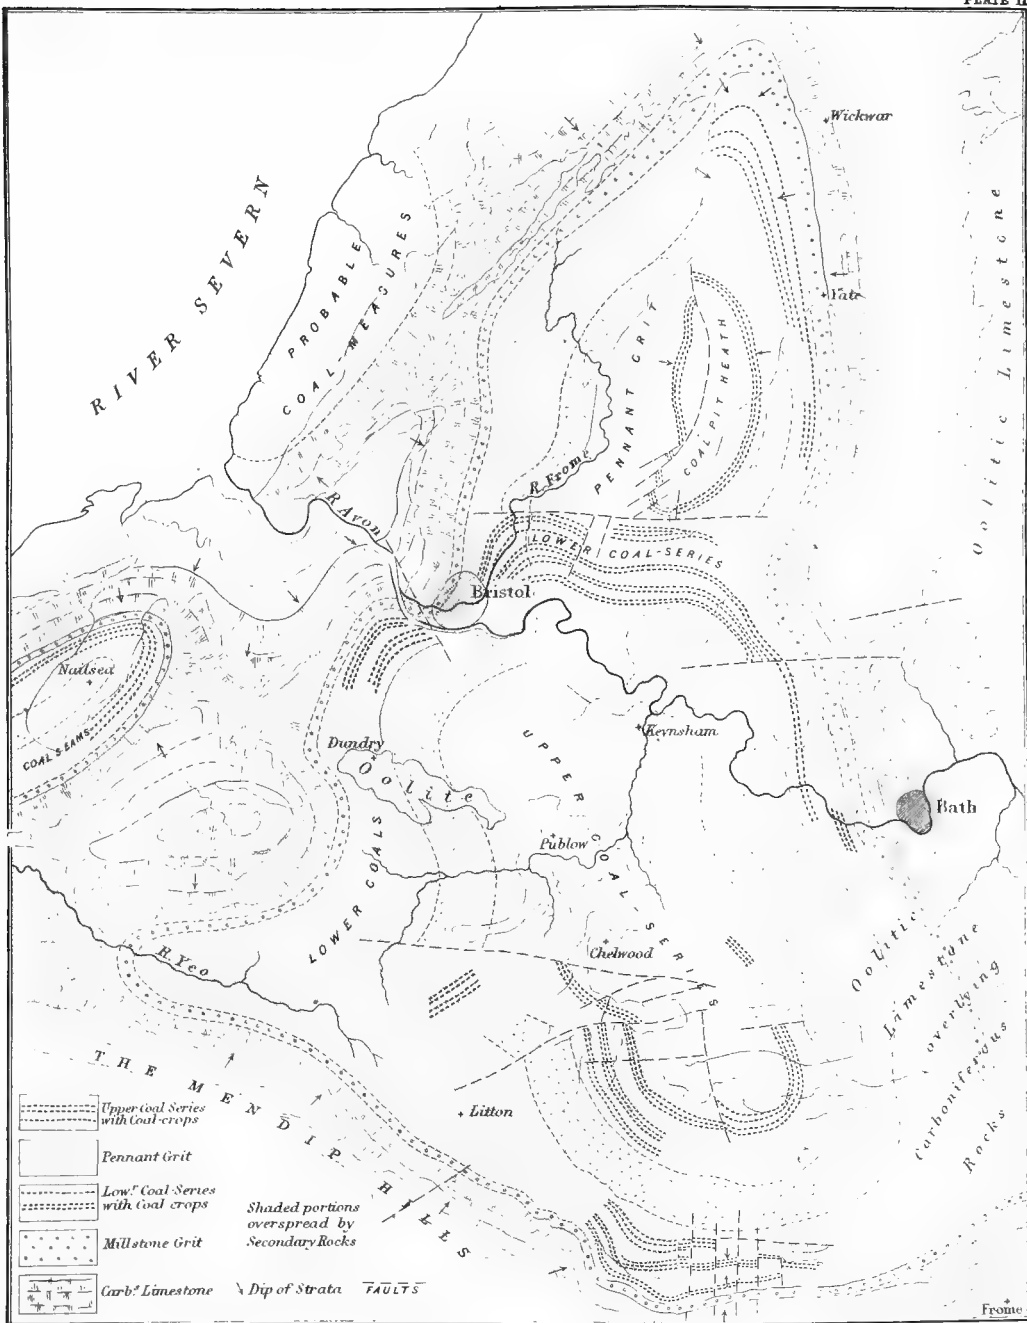 PLATE II
Wickwar
RIVER SEVERN
PROBABLE
COAL MEASURES
Yate
Oolitic Limestone
PENNANT GRIT
COALPIT HEATH
R. Frome
R. Avon
LOWER COAL-SERIES
Bristol
Nailsea
COAL SEAMS
Keynsham
Dundry
Oolite
UPPER COAL-SERIES
Bath
Publow
LOWER COALS
Chelwood
R. Yeo
Oolitic
Limestone
overlying
Carboniferous
Rocks
THE MENDIP HILLS
Litton
Upper Coal Series
with Coal-crops
Pennant Grit
Low.r Coal-Series
with Coal crops
Millstone Grit
Carb.s Limestone
Shaded portions
overspread by
Secondary Rocks
Dip of Strata
FAULTS
Frome